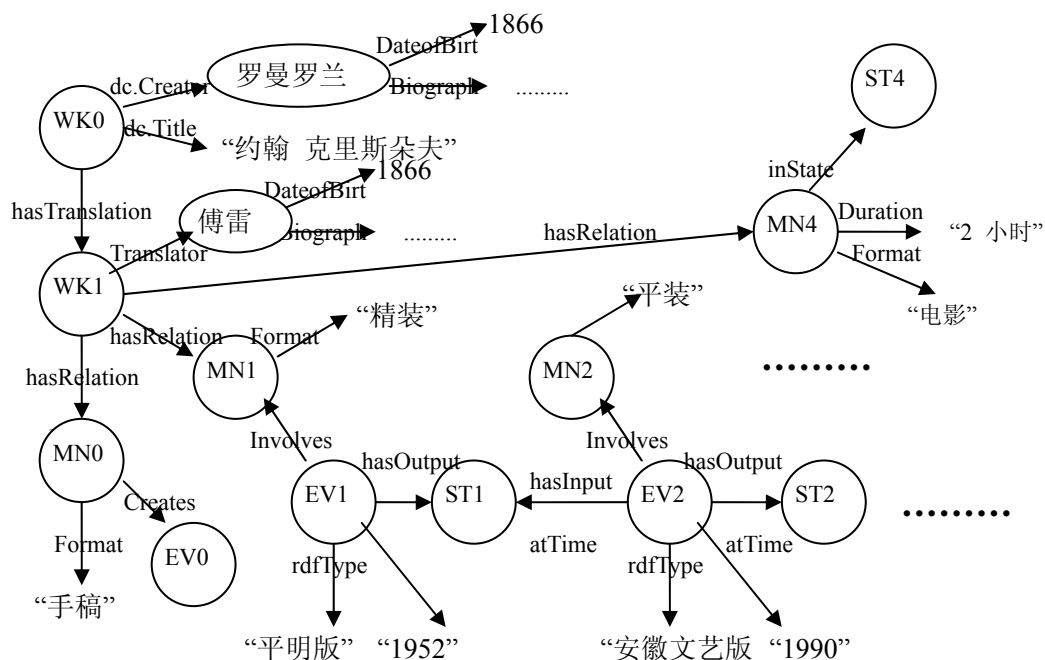 1866
DateofBirt
罗曼罗兰
dc.Creator
Biograph
.........
ST4
WK0
dc.Title
“约翰 克里斯朵夫”
1866
DateofBirt
inState
hasTranslation
傅雷
Biograph
.........
hasRelation
MN4
Duration
“2 小时”
Translator
Format
WK1
“平装”
“精装”
“电影”
hasRelation
Format
MN1
MN2
.........
hasRelation
MN0
Involves
Involves
hasOutput
hasOutput
EV1
ST1
hasInput
EV2
ST2
.........
Creates
Format
EV0
atTime
atTime
rdfType
rdfType
“手稿”
“平明版”
“1952”
“安徽文艺版
“1990”